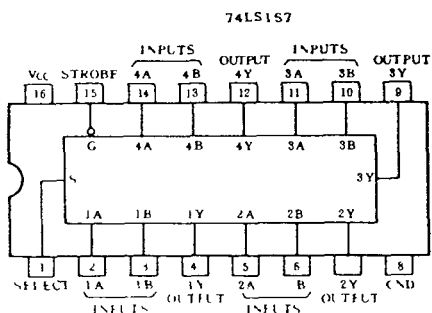 74LS157
INPUTS INPUTS
Vcc STROBE 4A 4B OUTPUT 4Y 3A 3B OUTPUT 3Y
16 15 14 13 12 11 10 9
G 4A 4B 4Y 3A 3B
S 3Y
1A 1B 1Y 2A 2B 2Y
1 2 3 4 5 6 7 8
SELECT 1A 1B 1Y OUTPUT 2A B 2Y OUTPUT GND
INPUTS INPUTS